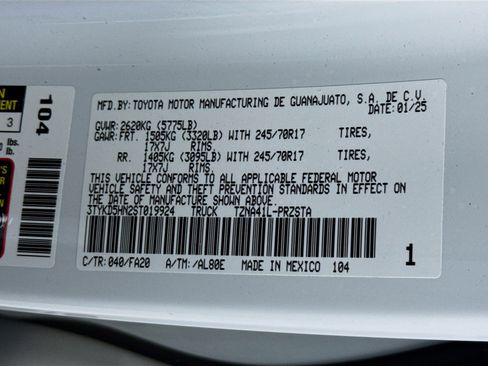 104
3
lbs.
MFD.BY: TOYOTA MOTOR MANUFACTURING DE GUANAJUATO, S.A. DE C.V.
DATE: 01/25
GVWR: 2620KG (5775LB)
GAWR: FRT. 1505KG (3320LB) WITH 245/70R17 TIRES,
17X7J RIMS,
RR. 1405KG (3095LB) WITH 245/70R17 TIRES,
17X7J RIMS.
THIS VEHICLE CONFORMS TO ALL APPLICABLE FEDERAL MOTOR
VEHICLE SAFETY AND THEFT PREVENTION STANDARDS IN EFFECT ON
THE DATE OF MANUFACTURE SHOWN ABOVE.
3TYKD5HN2ST019924 TRUCK TZNA41L-PRZSTA
1
C/TR: 040/FA20 A/TM: /AL80E MADE IN MEXICO 104